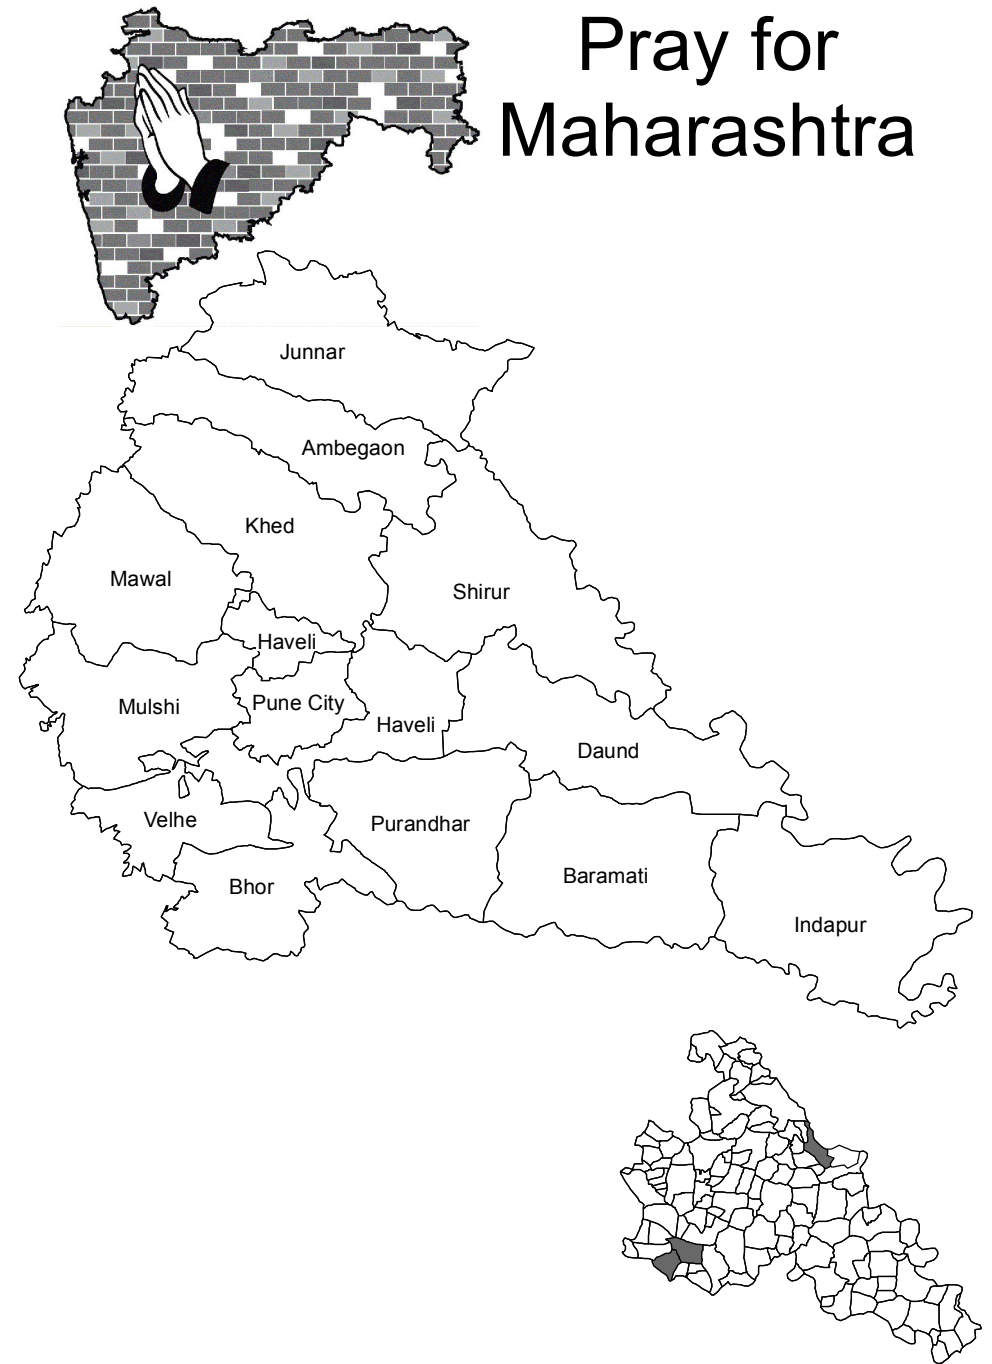 Pray for
Maharashtra
Junnar
Ambegaon
Khed
Mawal
Shirur
Haveli
Mulshi
Pune City
Haveli
Daund
Velhe
Purandhar
Baramati
Bhor
Indapur